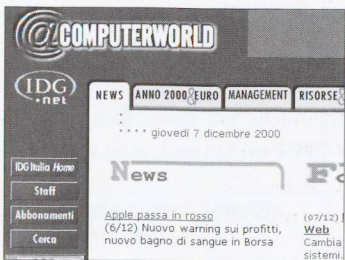 @COMPUTERWORLD
IDG
.net
NEWS
ANNO 2000 & EURO
MANAGEMENT
RISORSE
giovedì 7 dicembre 2000
IDG Italia Home
Staff
Abbonamenti
Cerca
News
Apple passa in rosso
(6/12) Nuovo warning sui profitti,
nuovo bagno di sangue in Borsa
(07/12)
Web
Cambia
sistemi.